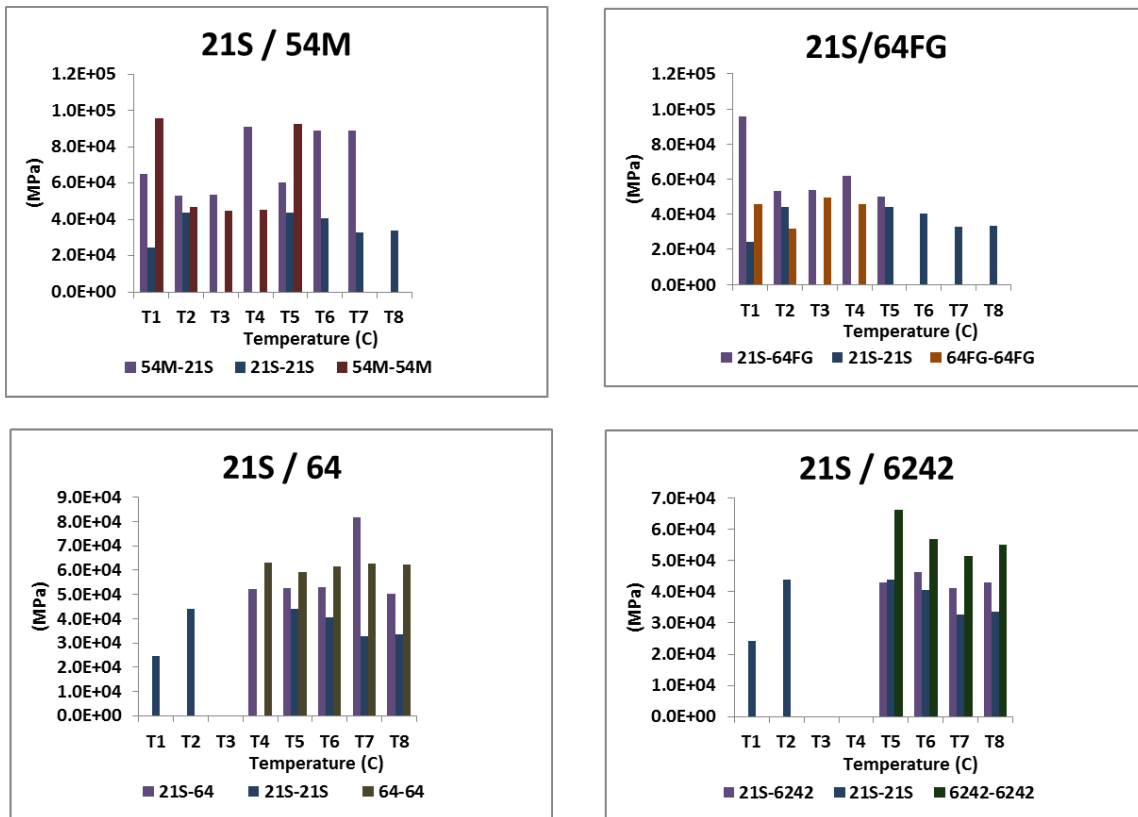 21S / 54M
1.2E+05
1.0E+05
8.0E+04
6.0E+04
4.0E+04
2.0E+04
0.0E+00
(MPa)
T1 T2 T3 T4 T5 T6 T7 T8
Temperature (C)
54M-21S 21S-21S 54M-54M
21S/64FG
1.2E+05
1.0E+05
8.0E+04
6.0E+04
4.0E+04
2.0E+04
0.0E+00
(MPa)
T1 T2 T3 T4 T5 T6 T7 T8
Temperature (C)
21S-64FG 21S-21S 64FG-64FG
21S / 64
9.0E+04
8.0E+04
7.0E+04
6.0E+04
5.0E+04
4.0E+04
3.0E+04
2.0E+04
1.0E+04
0.0E+00
(MPa)
T1 T2 T3 T4 T5 T6 T7 T8
Temperature (C)
21S-64 21S-21S 64-64
21S / 6242
7.0E+04
6.0E+04
5.0E+04
4.0E+04
3.0E+04
2.0E+04
1.0E+04
0.0E+00
(MPa)
T1 T2 T3 T4 T5 T6 T7 T8
Temperature (C)
21S-6242 21S-21S 6242-6242